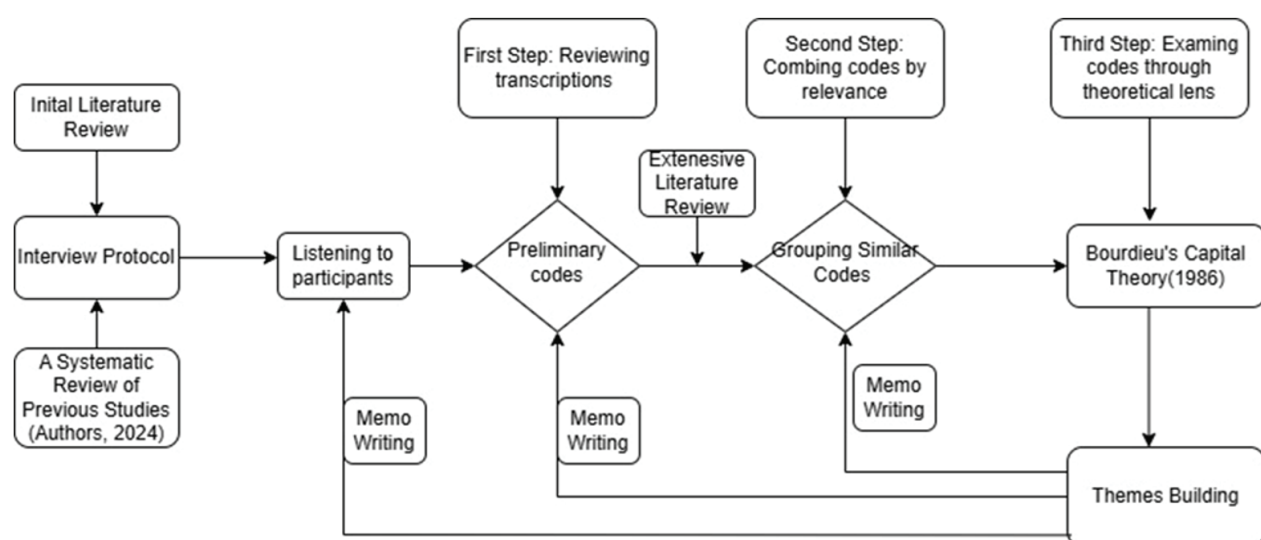 First Step: Reviewing
transcriptions
Second Step:
Combing codes by
relevance
Third Step: Examing
codes through
theoretical lens
Inital Literature
Review
Extenesive
Literature
Review
Interview Protocol
Listening to
participants
Preliminary
codes
Grouping Similar
Codes
Bourdieu's Capital
Theory(1986)
A Systematic
Review of
Previous Studies
(Authors, 2024)
Memo
Writing
Memo
Writing
Memo
Writing
Themes Building